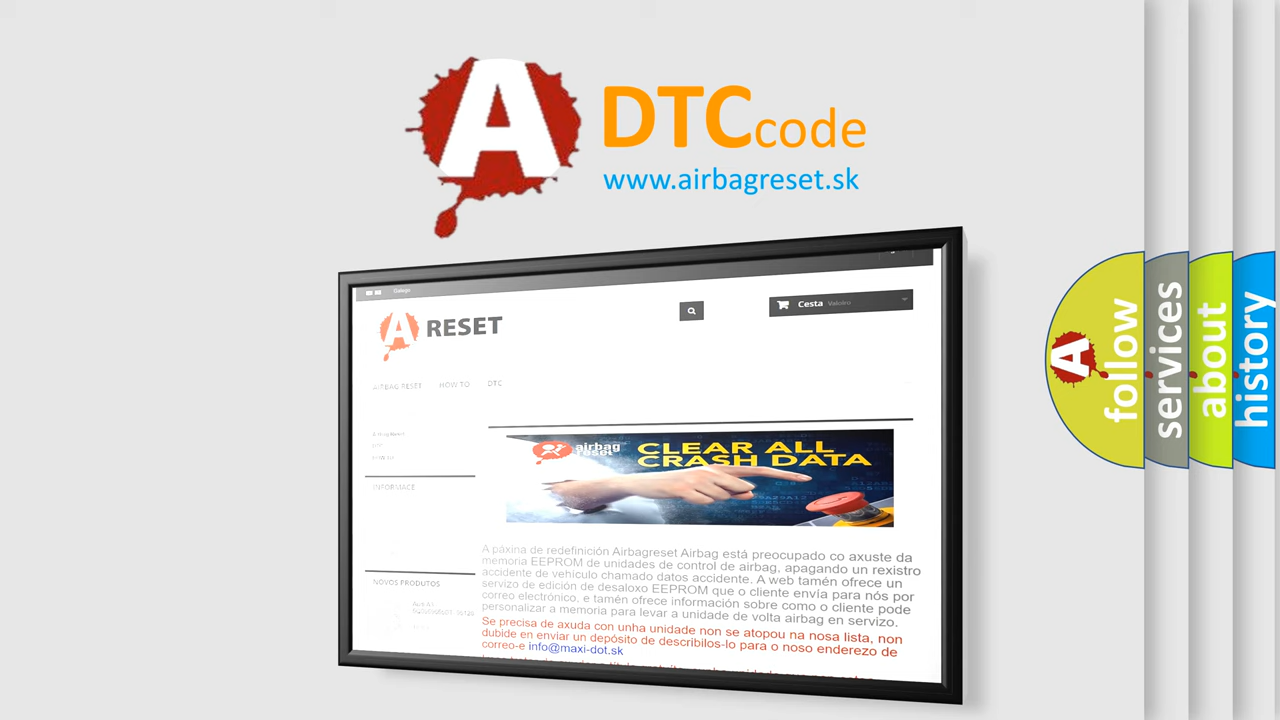 A
DTCcode
www.airbagreset.sk
Galego
A RESET
Cesta Valeiro
AIRBAG RESET HOW TO DTC
INFORMACE
airbag
reset
CLEAR ALL
CRASH DATA
A páxina de redefinición Airbagreset Airbag está preocupado co axuste da
memoria EEPROM de unidades de control de airbag, apagando un rexistro
accidente de vehículo chamado datos accidente. A web tamén ofrece un
servizo de edición de desaloxo EEPROM que o cliente envía para nós por
correo electrónico, e tamén ofrece información sobre como o cliente pode
personalizar a memoria para levar a unidade de volta airbag en servizo.
Se precisa de axuda con unha unidade non se atopou na nosa lista, non
dubide en enviar un depósito de describilos-lo para o noso enderezo de
correo-e info@maxi-dot.sk
NOVOS PRODUTOS
A
follow
services
about
history